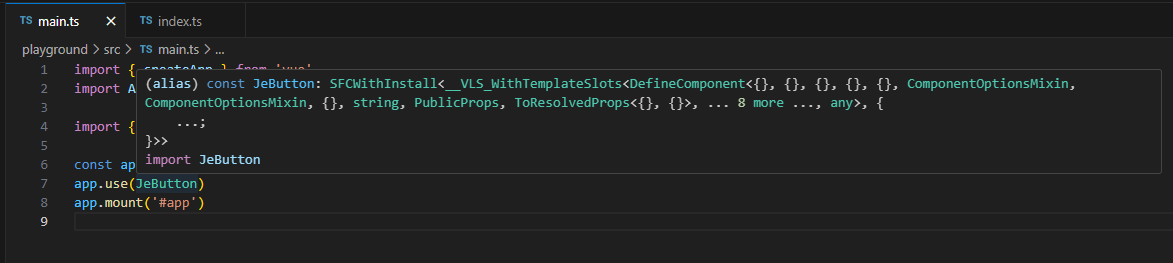 TS main.ts ×
TS index.ts
playground > src > TS main.ts > ...
1 import { createApp } from 'vue'
2 import A
(alias) const JeButton: SFCWithInstall<__VLS_WithTemplateSlots<DefineComponent<{}, {}, {}, {}, {}, ComponentOptionsMixin,
3 ComponentOptionsMixin, {}, string, PublicProps, ToResolvedProps<{}, {}>, ... 8 more ..., any>, {
4 import {
...;
5 }>>
6 const ap
import JeButton
7 app.use(JeButton)
8 app.mount('#app')
9